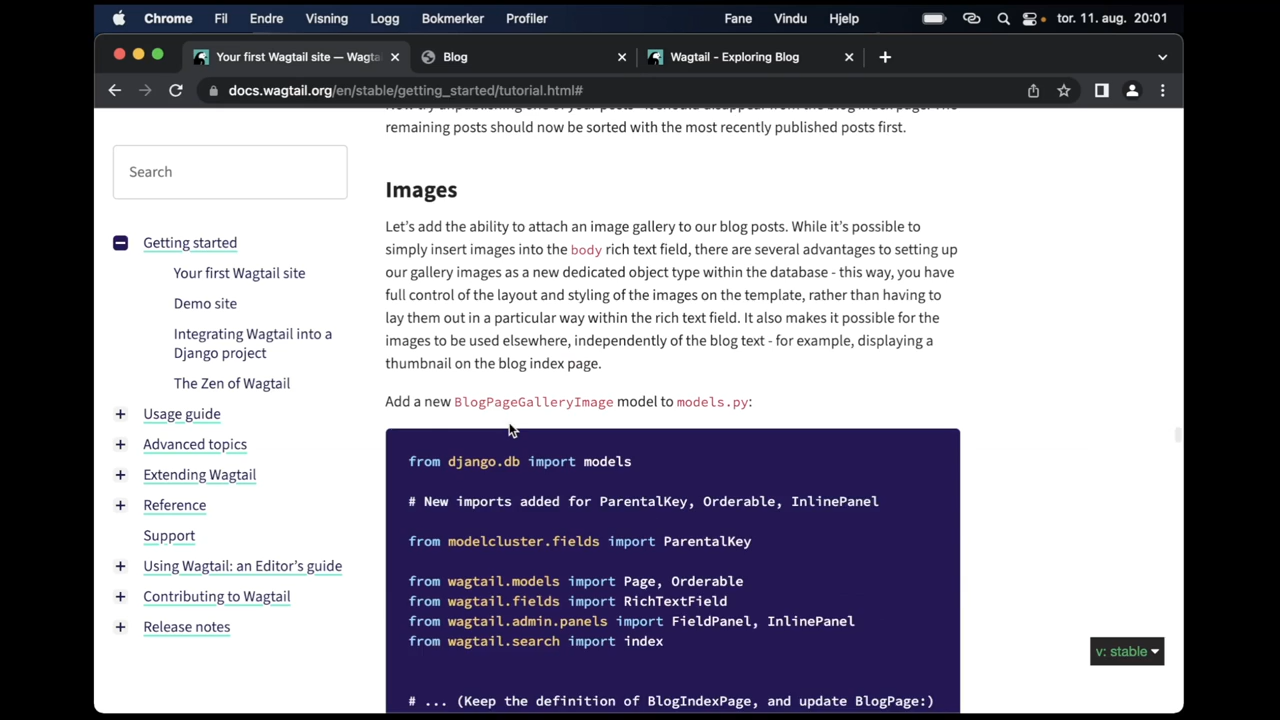 Chrome Fil Endre Visning Logg Bokmerker Profiler Fane Vindu Hjelp tor. 11. aug. 20:01
Your first Wagtail site — Wagta Blog Wagtail - Exploring Blog
docs.wagtail.org/en/stable/getting_started/tutorial.html#
remaining posts should now be sorted with the most recently published posts first.
Search
Getting started
Your first Wagtail site
Demo site
Integrating Wagtail into a
Django project
The Zen of Wagtail
+ Usage guide
+ Advanced topics
+ Extending Wagtail
+ Reference
Support
+ Using Wagtail: an Editor's guide
+ Contributing to Wagtail
+ Release notes
Images
Let's add the ability to attach an image gallery to our blog posts. While it's possible to
simply insert images into the body rich text field, there are several advantages to setting up
our gallery images as a new dedicated object type within the database - this way, you have
full control of the layout and styling of the images on the template, rather than having to
lay them out in a particular way within the rich text field. It also makes it possible for the
images to be used elsewhere, independently of the blog text - for example, displaying a
thumbnail on the blog index page.
Add a new BlogPageGalleryImage model to models.py:
from django.db import models
# New imports added for ParentalKey, Orderable, InlinePanel
from modelcluster.fields import ParentalKey
from wagtail.models import Page, Orderable
from wagtail.fields import RichTextField
from wagtail.admin.panels import FieldPanel, InlinePanel
from wagtail.search import index
# ... (Keep the definition of BlogIndexPage, and update BlogPage:)
v: stable